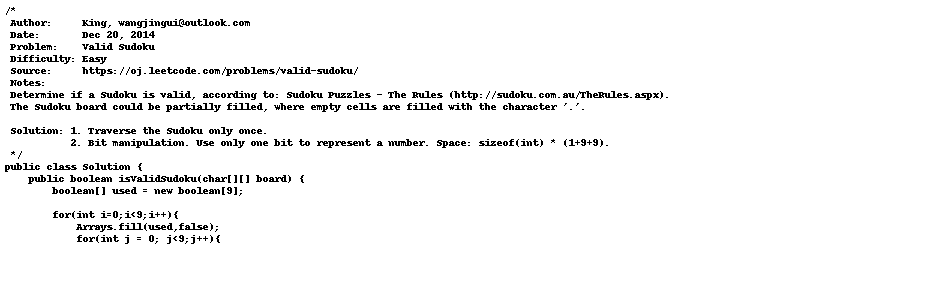 /*
 Author:     King, wangjingui@outlook.com
 Date:       Dec 20, 2014
 Problem:    Valid Sudoku
 Difficulty: Easy
 Source:     https://oj.leetcode.com/problems/valid-sudoku/
 Notes:
 Determine if a Sudoku is valid, according to: Sudoku Puzzles - The Rules (http://sudoku.com.au/TheRules.aspx).
 The Sudoku board could be partially filled, where empty cells are filled with the character '.'.

 Solution: 1. Traverse the Sudoku only once.
           2. Bit manipulation. Use only one bit to represent a number. Space: sizeof(int) * (1+9+9).
 */
public class Solution {
    public boolean isValidSudoku(char[][] board) {
        boolean[] used = new boolean[9];

        for(int i=0;i<9;i++){
            Arrays.fill(used,false);
            for(int j = 0; j<9;j++){